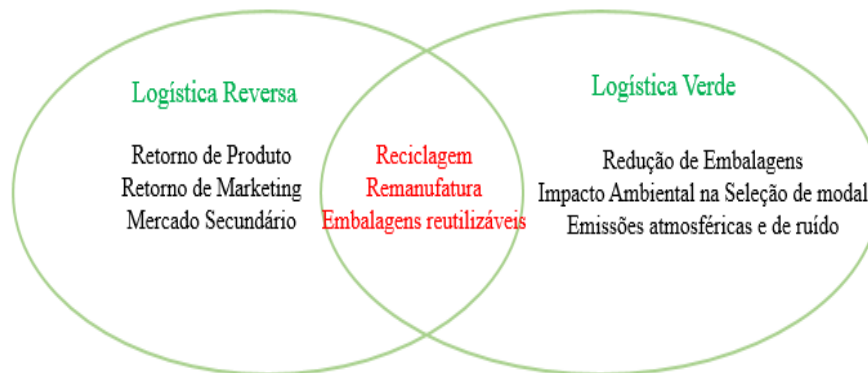 Logística Reversa
Retorno de Produto
Retorno de Marketing
Mercado Secundário
Reciclagem
Remanufatura
Embalagens reutilizáveis
Logística Verde
Redução de Embalagens
Impacto Ambiental na Seleção de modal
Emissões atmosféricas e de ruído